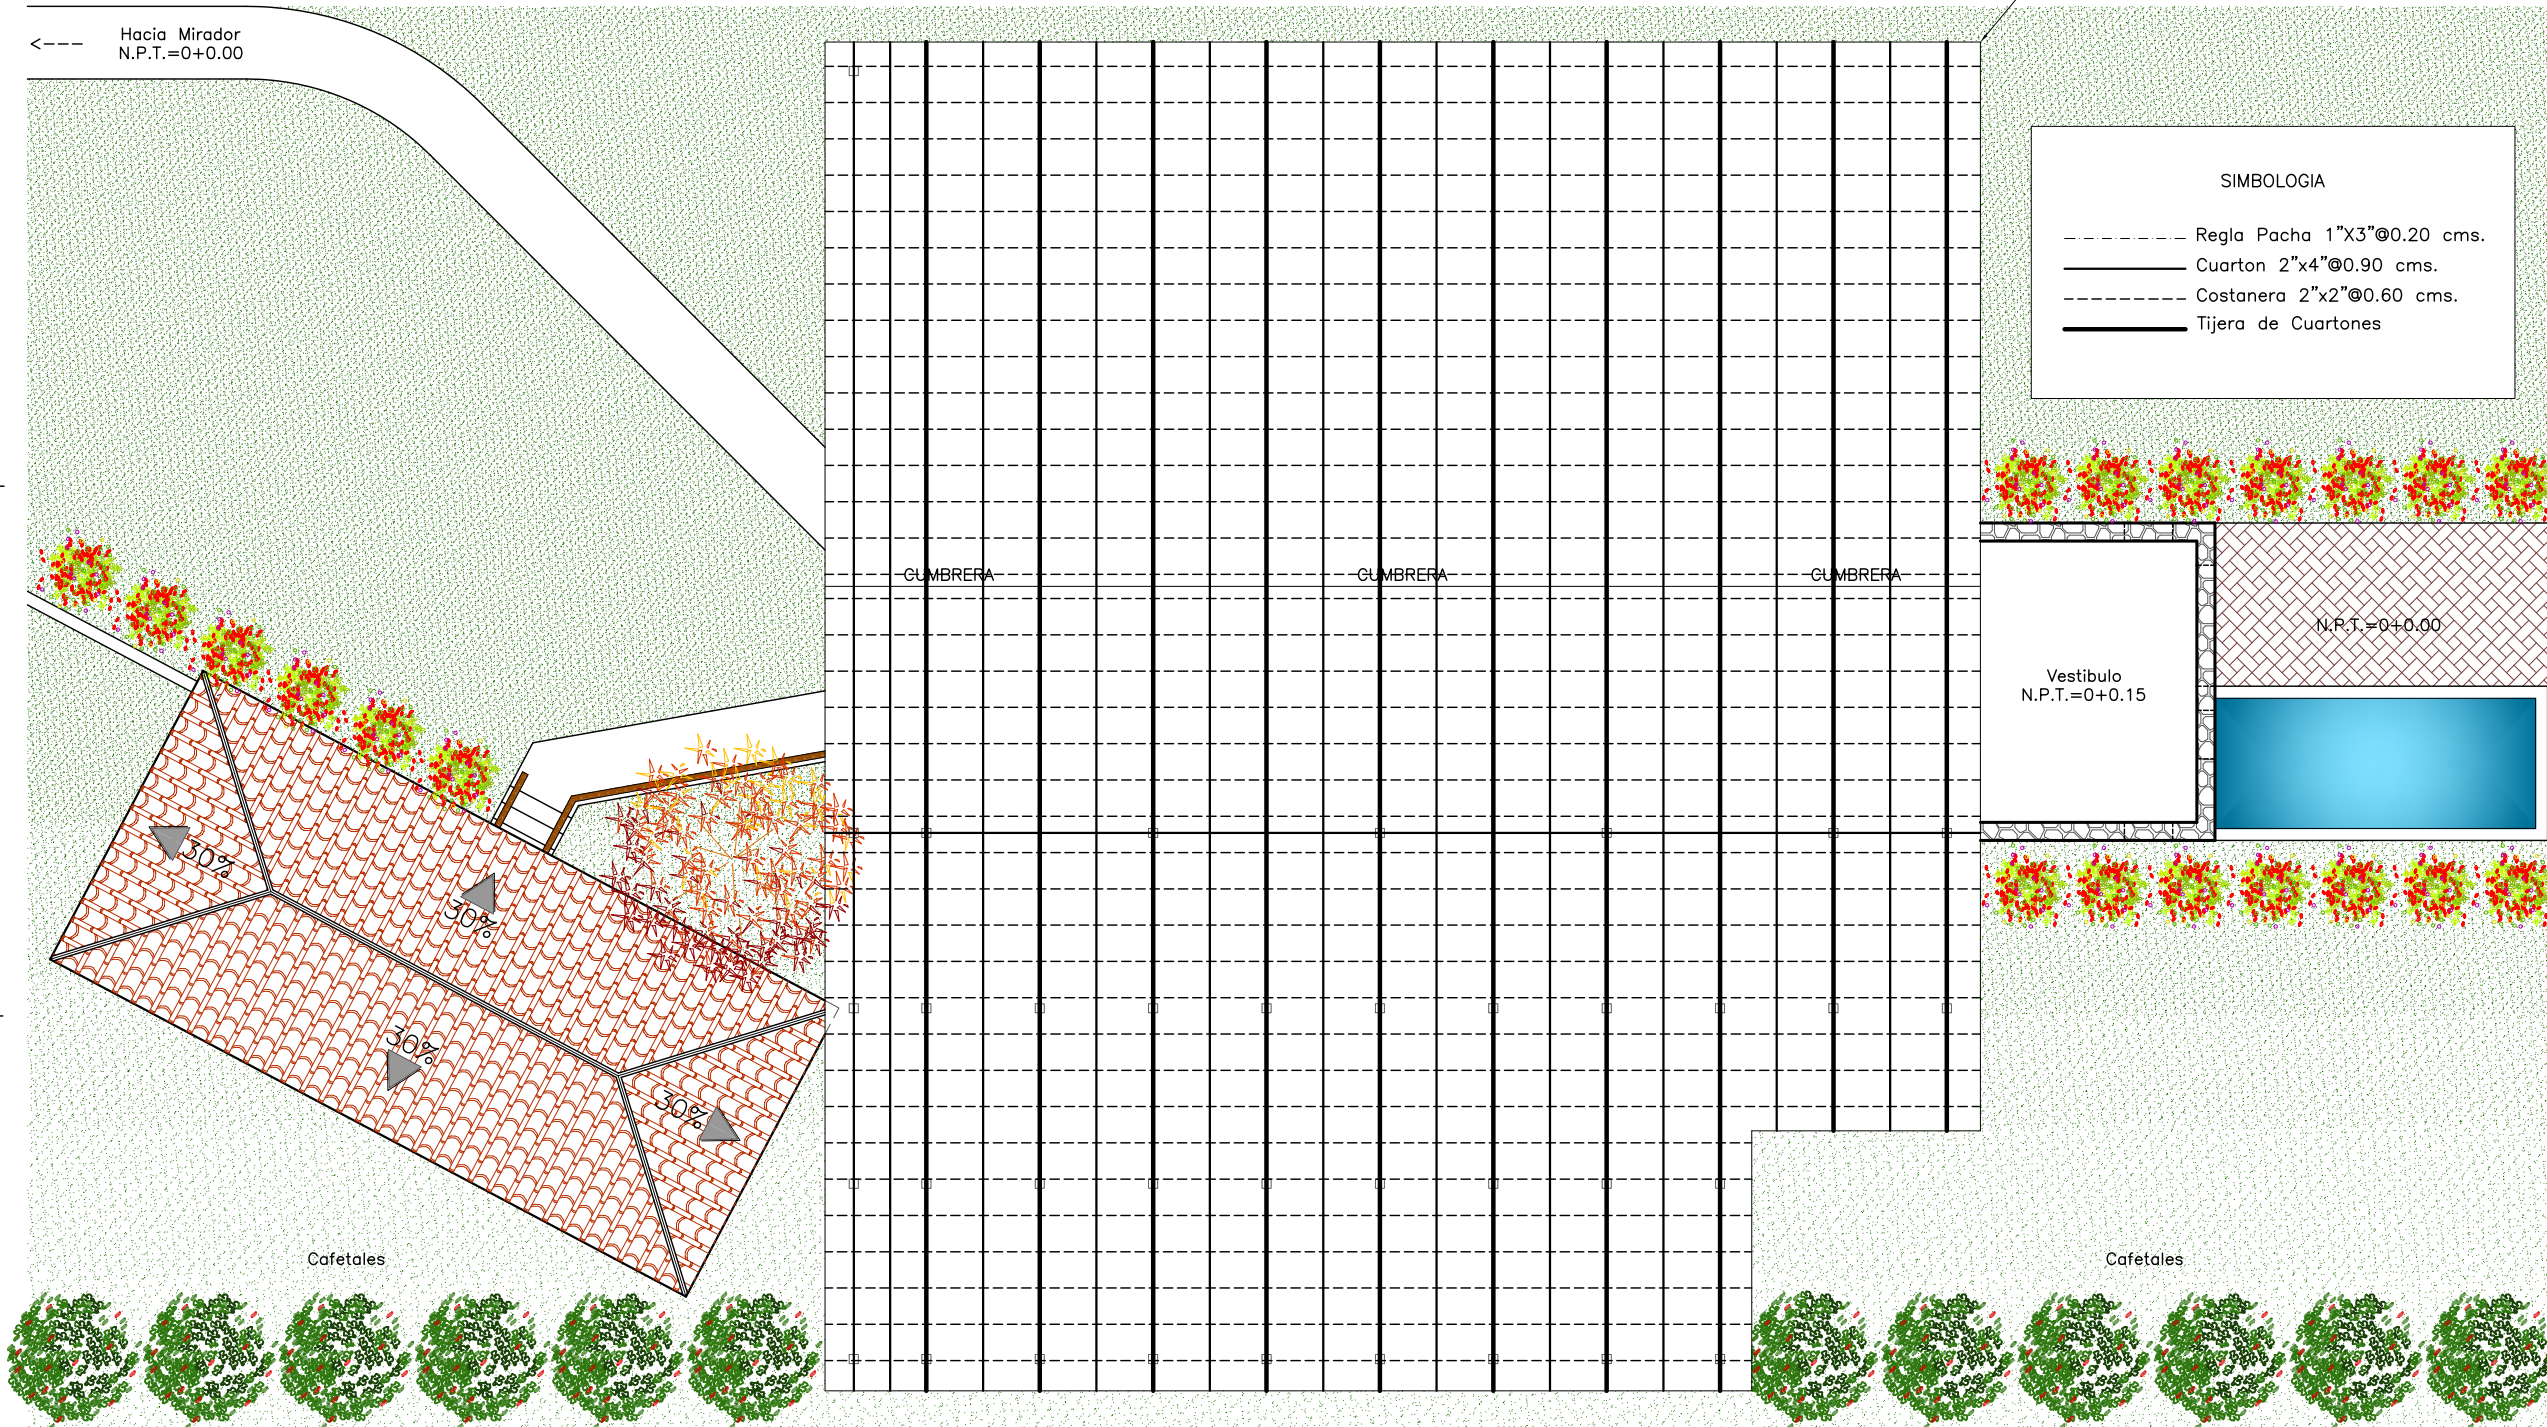 Hacia Mirador
<---
N.P.T.=0+0.00
SIMBOLOGIA
Regla Pacha 1”X3”@0.20 cms.
Cuarton 2”x4”@0.90 cms.
Costanera 2”x2”@0.60 cms.
Tijera de Cuartones
CUMBRERA
CUMBRERA
CUMBRERA
N.P.T.=0+0.00
Vestibulo
N.P.T.=0+0.15
30%
30%
30%
30%
Cafetales
Cafetales